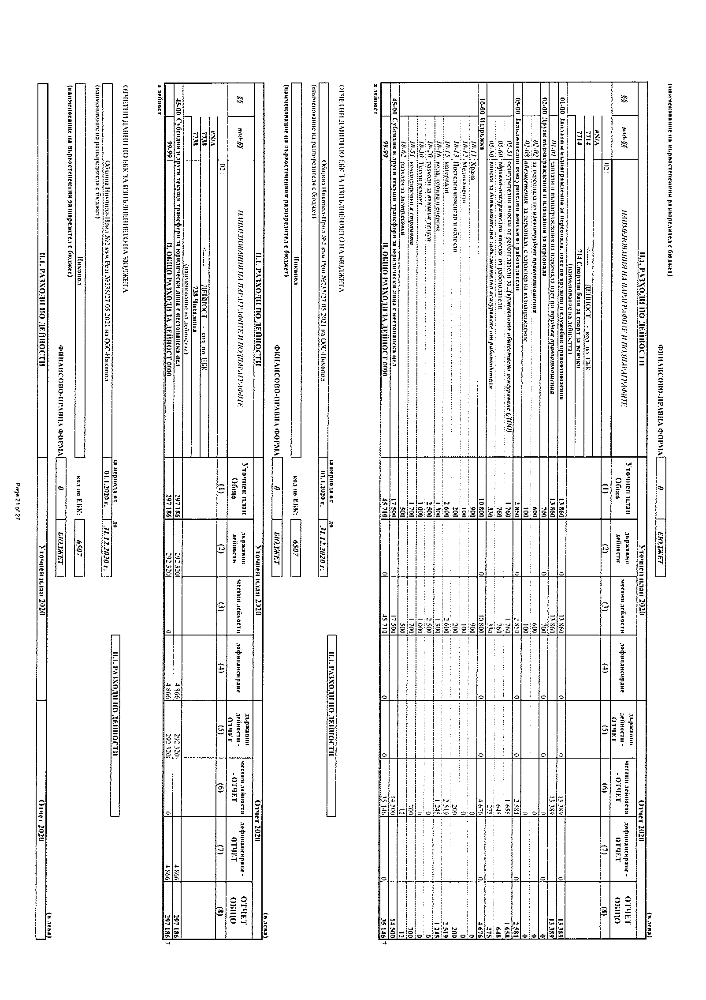 (наименование на първостепенния разпоредител с бюджет)
ФИНАНСОВО-ПРАВНА ФОРМА 0 БЮДЖЕТ
(в лева)
II.1. РАЗХОДИ ПО ДЕЙНОСТИ Уточнен план 2020 Отчет 2020
§§ под-§§ НАИМЕНОВАНИЯ НА ПАРАГРАФИТЕ И ПОДПАРАГРАФИТЕ Уточнен план Общо държавни дейности местни дейности дофинансиране държавни дейности - ОТЧЕТ местни дейности - ОТЧЕТ дофинансиране - ОТЧЕТ ОТЧЕТ ОБЩО
02: (1) (2) (3) (4) (5) (6) (7) (8)
#N/A
7714 <----- ДЕЙНОСТ - код по ЕБК
7714 714 Спортни бази за спорт за всички
(наименование на дейността)
01-00 Заплати и възнаграждения за персонала, нает по трудови и служебни правоотношения 13 860 0 13 860 0 0 13 389 0 13 389
01-01 заплати и възнаграждения на персонала нает по трудови правоотношения 13 860 13 860 13 389 13 389
02-00 Други възнаграждения и плащания за персонала 700 0 700 0 0 0 0 0
02-02 за персонала по извънтрудови правоотношения 600 600 0 0
02-08 обезщетения за персонала, с характер на възнаграждение 100 100 0 0
05-00 Задължителни осигурителни вноски от работодатели 2 850 0 2 850 0 0 2 581 0 2 581
05-51 осигурителни вноски от работодатели за Държавното обществено осигуряване (ДОО) 1 760 1 760 1 658 1 658
05-60 здравно-осигурителни вноски от работодатели 760 760 648 648
05-80 вноски за допълнително задължително осигуряване от работодатели 330 330 275 275
10-00 Издръжка 10 800 0 10 800 0 0 4 676 0 4 676
10-11 Храна 900 900 0 0
10-12 Медикаменти 100 100 0 0
10-13 Постелен инвентар и облекло 200 200 200 200
10-15 материали 2 600 2 600 2 519 2 519
10-16 вода, горива и енергия 1 300 1 300 1 245 1 245
10-20 разходи за външни услуги 2 500 2 500 0 0
10-30 Текущ ремонт 1 000 1 000 0 0
10-51 командировки в страната 1 700 1 700 700 700
10-62 разходи за застраховки 500 500 12 12
45-00 Субсидии и други текущи трансфери за юридически лица с нестопанска цел 17 500 17 500 14 500 14 500
99-99 II. ОБЩО РАЗХОДИ ЗА ДЕЙНОСТ 0000 45 710 0 45 710 0 0 35 146 0 35 146 7
а дейност
ОТЧЕТНИ ДАННИ ПО ЕБК ЗА ИЗПЪЛНЕНИЕТО НА БЮДЖЕТА
за периода от до II.1. РАЗХОДИ ПО ДЕЙНОСТИ
Община Никопол-Прил №2 към Реш №235/27 05 2021 на ОбС-Никопол 01.1.2020 г. 31.12.2020 г.
(наименование на разпоредителя с бюджет)
Никопол код по ЕБК: 6507
(наименование на първостепенния разпоредител с бюджет)
ФИНАНСОВО-ПРАВНА ФОРМА 0 БЮДЖЕТ
(в лева)
II.1. РАЗХОДИ ПО ДЕЙНОСТИ Уточнен план 2020 Отчет 2020
§§ под-§§ НАИМЕНОВАНИЯ НА ПАРАГРАФИТЕ И ПОДПАРАГРАФИТЕ Уточнен план Общо държавни дейности местни дейности дофинансиране държавни дейности - ОТЧЕТ местни дейности - ОТЧЕТ дофинансиране - ОТЧЕТ ОТЧЕТ ОБЩО
02: (1) (2) (3) (4) (5) (6) (7) (8)
#N/A
7738 <----- ДЕЙНОСТ - код по ЕБК
7738 738 Читалища
(наименование на дейността)
45-00 Субсидии и други текущи трансфери за юридически лица с нестопанска цел 297 186 292 320 4 866 292 320 4 866 297 186
99-99 II. ОБЩО РАЗХОДИ ЗА ДЕЙНОСТ 0000 297 186 292 320 0 4 866 292 320 0 4 866 297 186 7
а дейност
ОТЧЕТНИ ДАННИ ПО ЕБК ЗА ИЗПЪЛНЕНИЕТО НА БЮДЖЕТА
за периода от до II.1. РАЗХОДИ ПО ДЕЙНОСТИ
Община Никопол-Прил №2 към Реш №235/27 05 2021 на ОбС-Никопол 01.1.2020 г. 31.12.2020 г.
(наименование на разпоредителя с бюджет)
Никопол код по ЕБК: 6507
(наименование на първостепенния разпоредител с бюджет)
ФИНАНСОВО-ПРАВНА ФОРМА 0 БЮДЖЕТ
(в лева)
II.1. РАЗХОДИ ПО ДЕЙНОСТИ Уточнен план 2020 Отчет 2020
Page 21 of 27